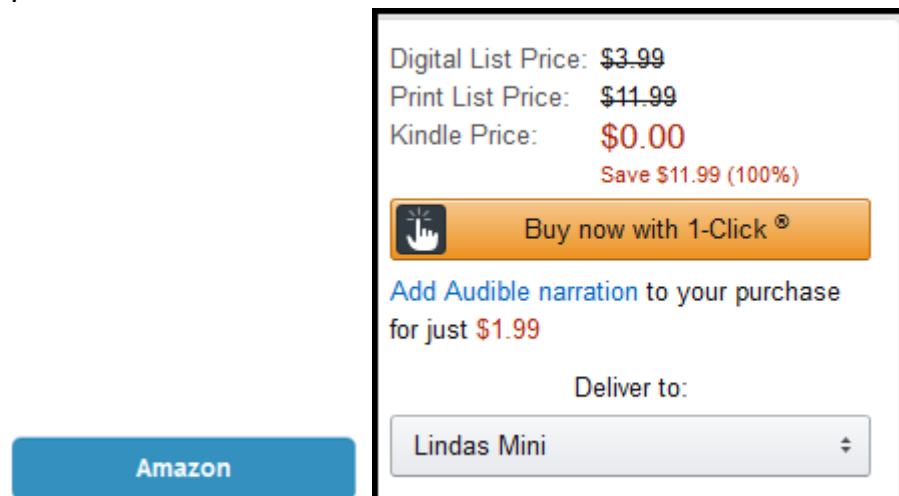 Digital List Price: $3.99
Print List Price: $11.99
Kindle Price: $0.00
Save $11.99 (100%)
Buy now with 1-Click ®
Add Audible narration to your purchase
for just $1.99
Deliver to:
Lindas Mini
Amazon